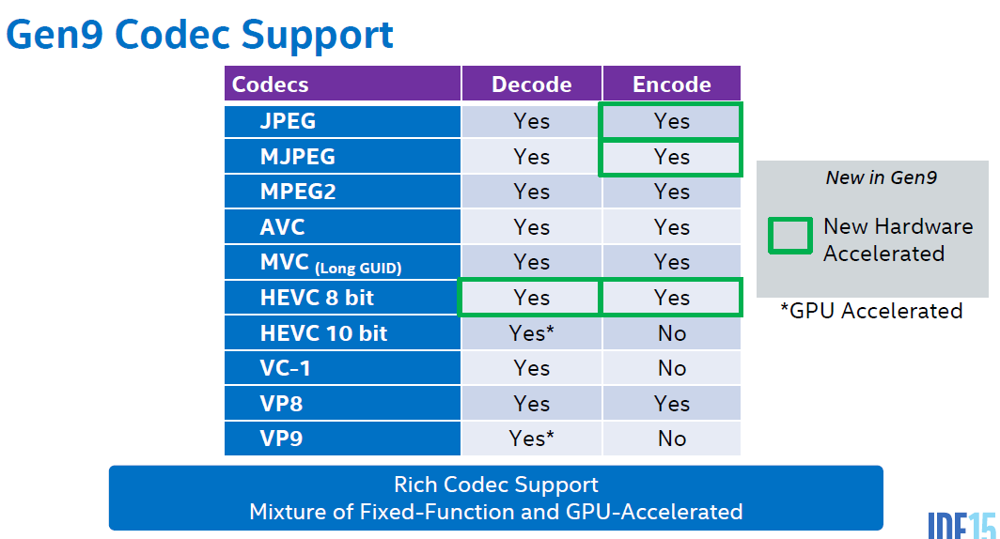 Gen9 Codec Support
Codecs Decode Encode
JPEG Yes Yes
MJPEG Yes Yes
MPEG2 Yes Yes
AVC Yes Yes
MVC (Long GUID) Yes Yes
HEVC 8 bit Yes Yes
HEVC 10 bit Yes* No
VC-1 Yes No
VP8 Yes Yes
VP9 Yes* No
New in Gen9
New Hardware
Accelerated
*GPU Accelerated
Rich Codec Support
Mixture of Fixed-Function and GPU-Accelerated
IDF15